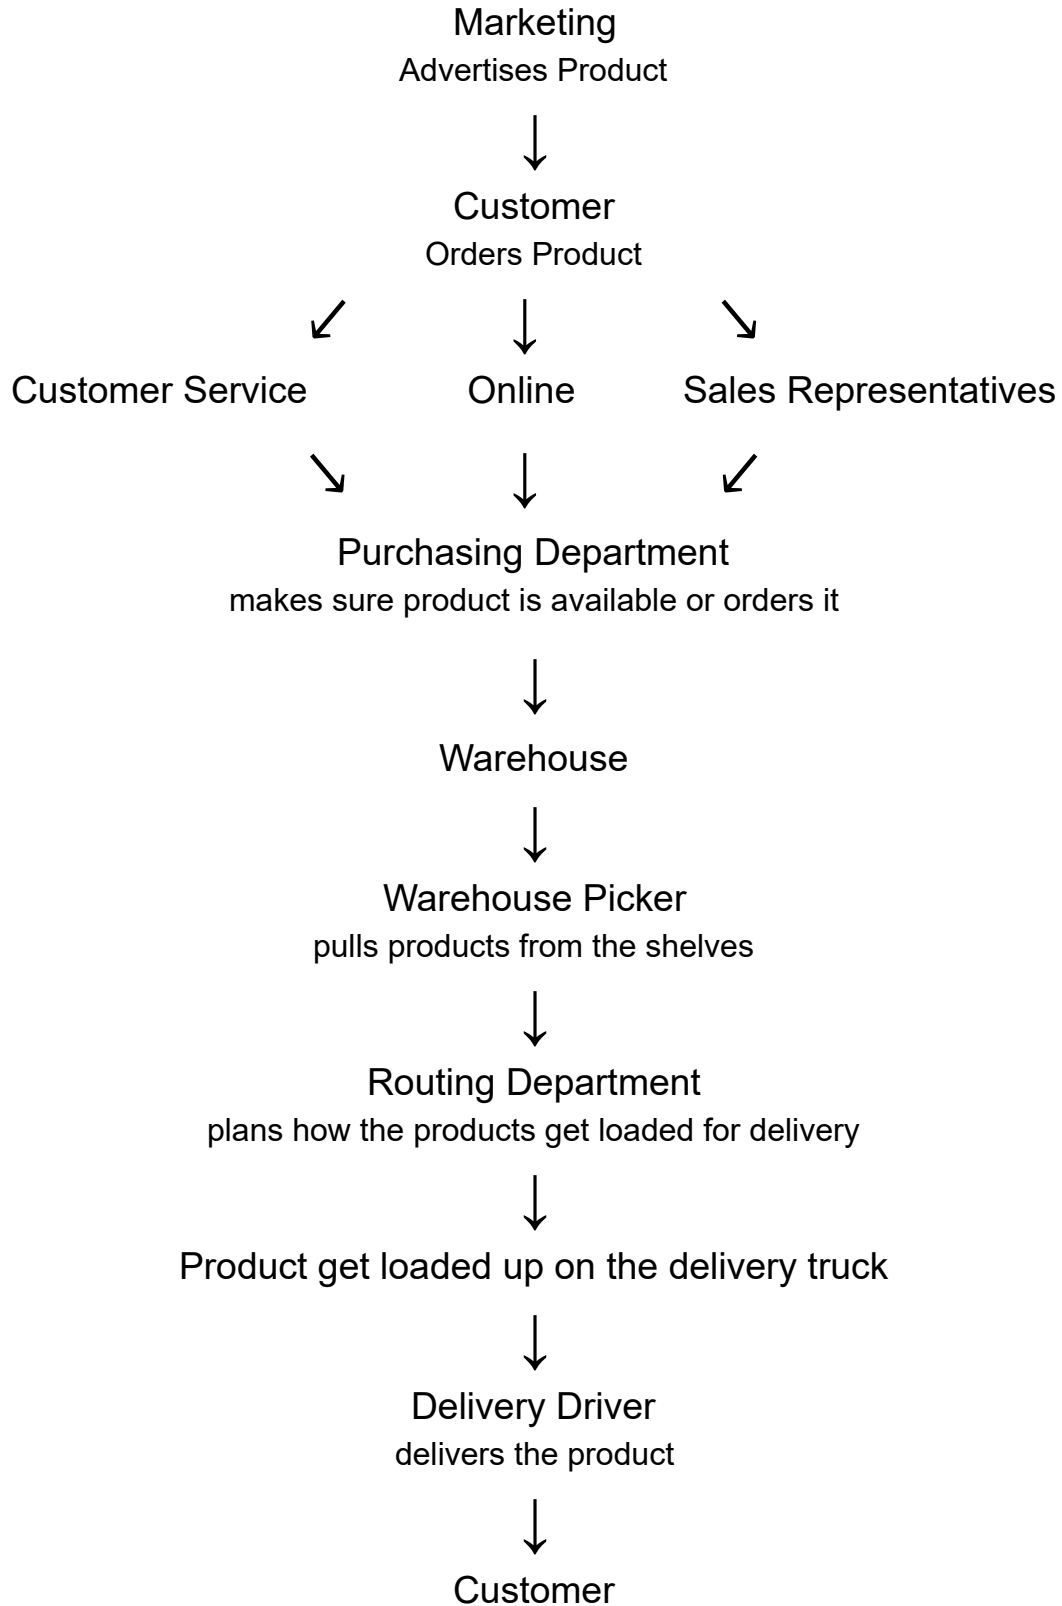 Marketing
Advertises Product
Customer
Orders Product
Customer Service
Online
Sales Representatives
Purchasing Department
makes sure product is available or orders it
Warehouse
Warehouse Picker
pulls products from the shelves
Routing Department
plans how the products get loaded for delivery
Product get loaded up on the delivery truck
Delivery Driver
delivers the product
Customer